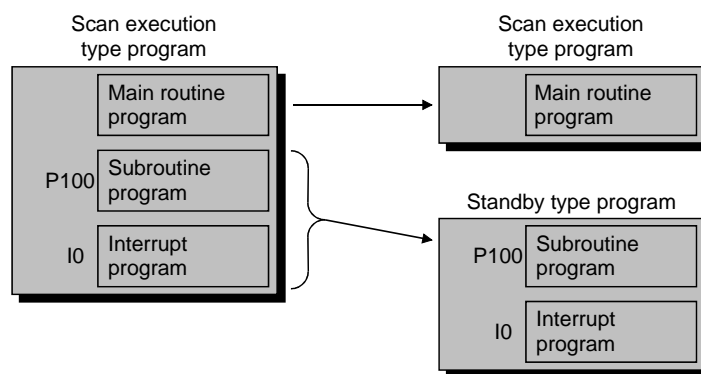 Scan execution
type program
Main routine
program
P100
Subroutine
program
I0
Interrupt
program
Scan execution
type program
Main routine
program
Standby type program
P100
Subroutine
program
I0
Interrupt
program